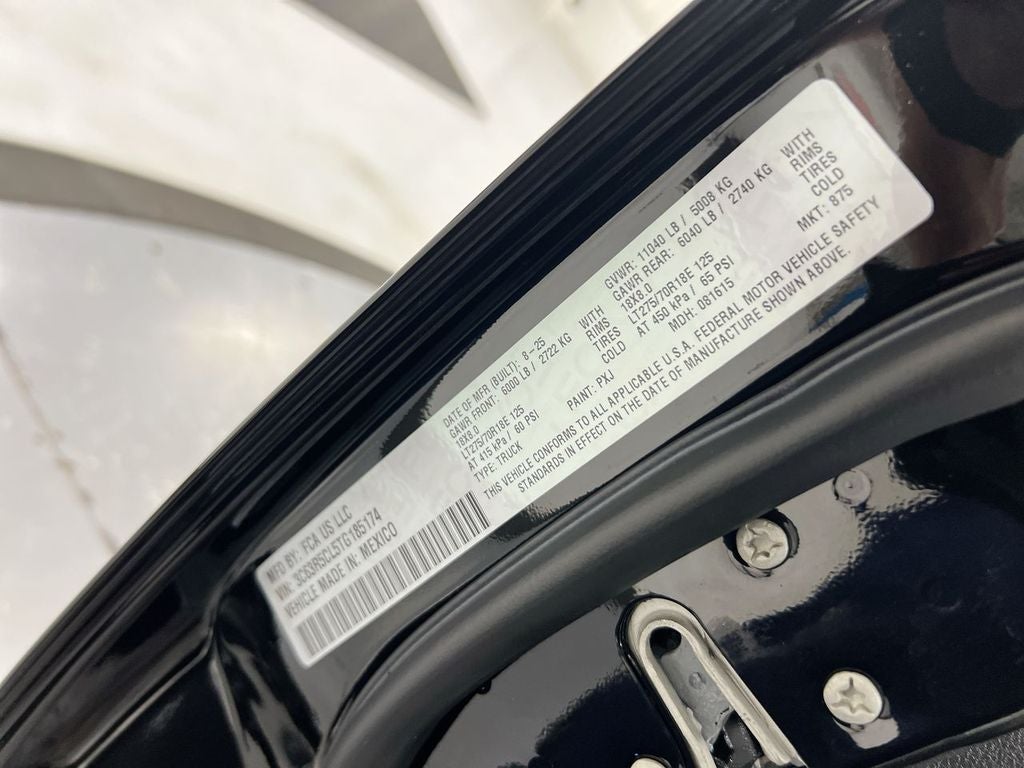 MFD BY: FCA US LLC
DATE OF MFR (BUILT): 8-25
GVWR: 11040 LB / 5008 KG
GAWR FRONT: 6000 LB / 2722 KG WITH
18X8.0 RIMS
LT275/70R18E 125 TIRES
AT 415 kPa / 60 PSI COLD
GAWR REAR: 6040 LB / 2740 KG WITH
18X8.0 RIMS
LT275/70R18E 125 TIRES
AT 450 kPa / 65 PSI COLD
VIN: 3C63R5CL5TG185174
TYPE: TRUCK
PAINT: PXJ
MDH: 081615
MKT: 875
VEHICLE MADE IN: MEXICO
THIS VEHICLE CONFORMS TO ALL APPLICABLE U.S.A. FEDERAL MOTOR VEHICLE SAFETY
STANDARDS IN EFFECT ON THE DATE OF MANUFACTURE SHOWN ABOVE.